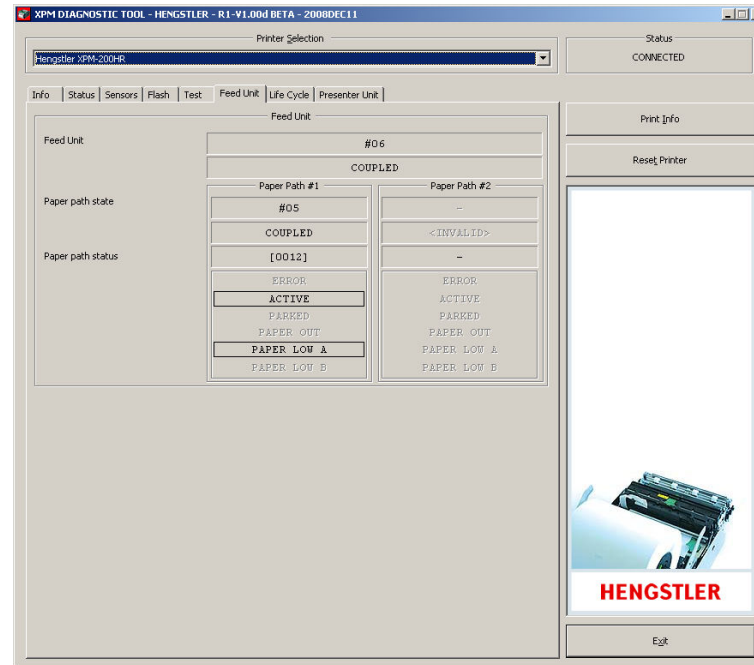 XPM DIAGNOSTIC TOOL - HENGSTLER - R1-V1.00d BETA - 2008DEC11
Printer Selection
Hengstler XPM-200HR
Status
CONNECTED
Info Status Sensors Flash Test Feed Unit Life Cycle Presenter Unit
Print Info
Reset Printer
Feed Unit
Feed Unit
#06
COUPLED
Paper Path #1 Paper Path #2
Paper path state
#05 -
COUPLED <INVALID>
Paper path status
[0012] -
ERROR ERROR
ACTIVE ACTIVE
PARKED PARKED
PAPER OUT PAPER OUT
PAPER LOW A PAPER LOW A
PAPER LOW B PAPER LOW B
HENGSTLER
Exit